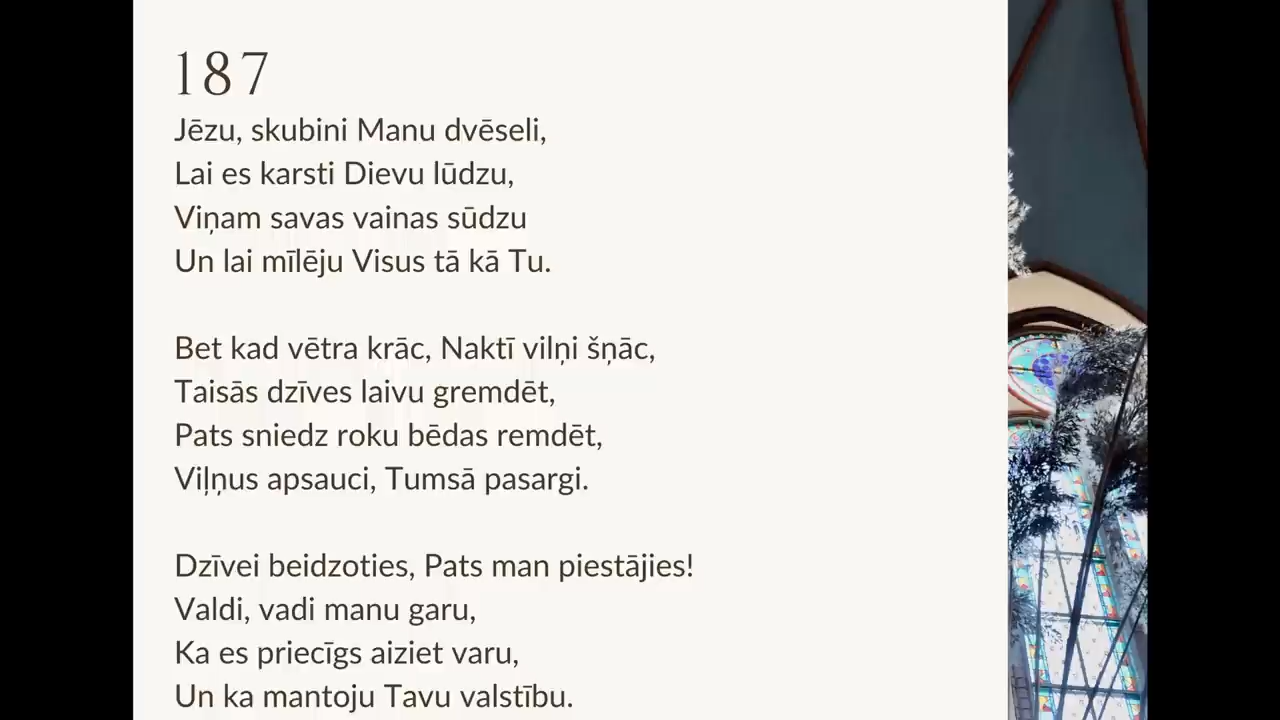 187
Jēzu, skubini Manu dvēseli,
Lai es karsti Dievu lūdzu,
Viņam savas vainas sūdzu
Un lai mīlēju Visus tā kā Tu.
Bet kad vētra krāc, Naktī vilņi šņāc,
Taisās dzīves laivu gremdēt,
Pats sniedz roku bēdas remdēt,
Viļņus apsauci, Tumsā pasargi.
Dzīvei beidzoties, Pats man piestājies!
Valdi, vadi manu garu,
Ka es priecīgs aiziet varu,
Un ka mantoju Tavu valstību.